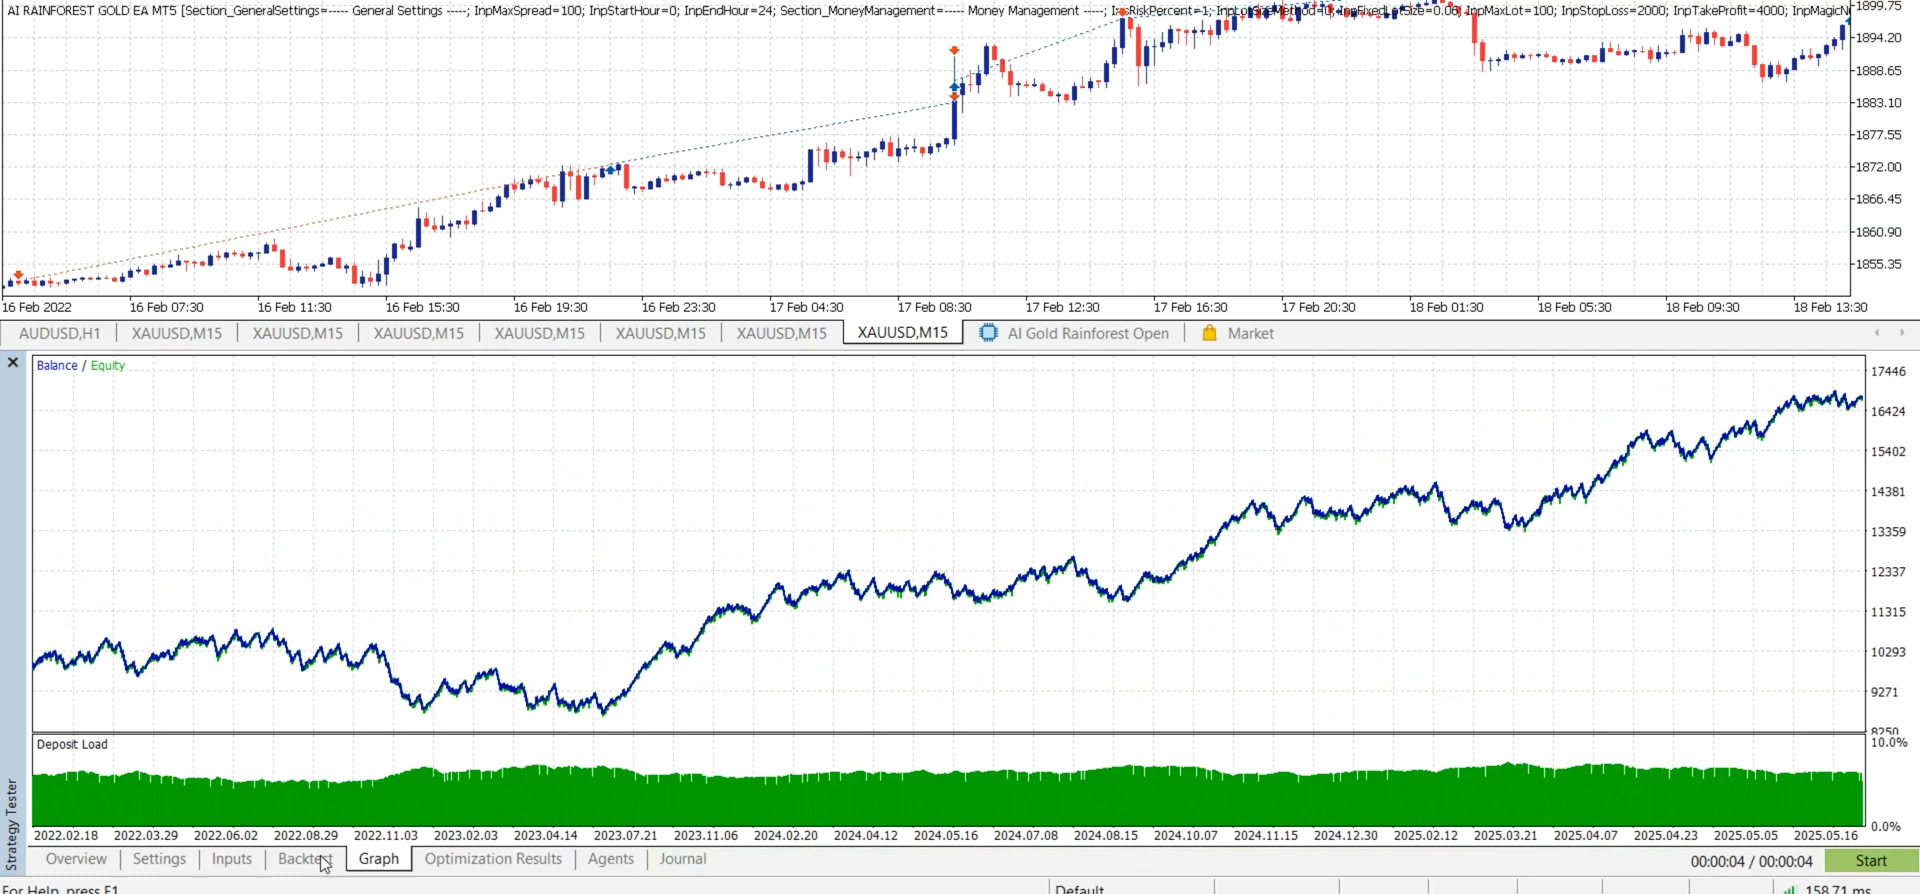 AI RAINFOREST GOLD EA MT5 [Section_GeneralSettings=----- General Settings -----; InpMaxSpread=100; InpStartHour=0; InpEndHour=24; Section_MoneyManagement=----- Money Management -----; InpRiskPercent=1; InpLotSizeMethod=0; InpFixedLotSize=0.06; InpMaxLot=100; InpStopLoss=2000; InpTakeProfit=4000; InpMagicN
1899.75
1894.20
1888.65
1883.10
1877.55
1872.00
1866.45
1860.90
1855.35
16 Feb 2022 16 Feb 07:30 16 Feb 11:30 16 Feb 15:30 16 Feb 19:30 16 Feb 23:30 17 Feb 04:30 17 Feb 08:30 17 Feb 12:30 17 Feb 16:30 17 Feb 20:30 18 Feb 01:30 18 Feb 05:30 18 Feb 09:30 18 Feb 13:30
AUDUSD,H1 XAUUSD,M15 XAUUSD,M15 XAUUSD,M15 XAUUSD,M15 XAUUSD,M15 XAUUSD,M15 XAUUSD,M15 AI Gold Rainforest Open Market
Balance / Equity
17446
16424
15402
14381
13359
12337
11315
10293
9271
8250
Deposit Load
10.0%
0.0%
2022.02.18 2022.03.29 2022.06.02 2022.08.29 2022.11.03 2023.02.03 2023.04.14 2023.07.21 2023.11.06 2024.02.20 2024.04.12 2024.05.16 2024.07.08 2024.08.15 2024.10.07 2024.11.15 2024.12.30 2025.02.12 2025.03.21 2025.04.07 2025.04.23 2025.05.05 2025.05.16
Strategy Tester
Overview Settings Inputs Backtest Graph Optimization Results Agents Journal
00:00:04 / 00:00:04 Start
For Help, press F1 Default 158.71 ms